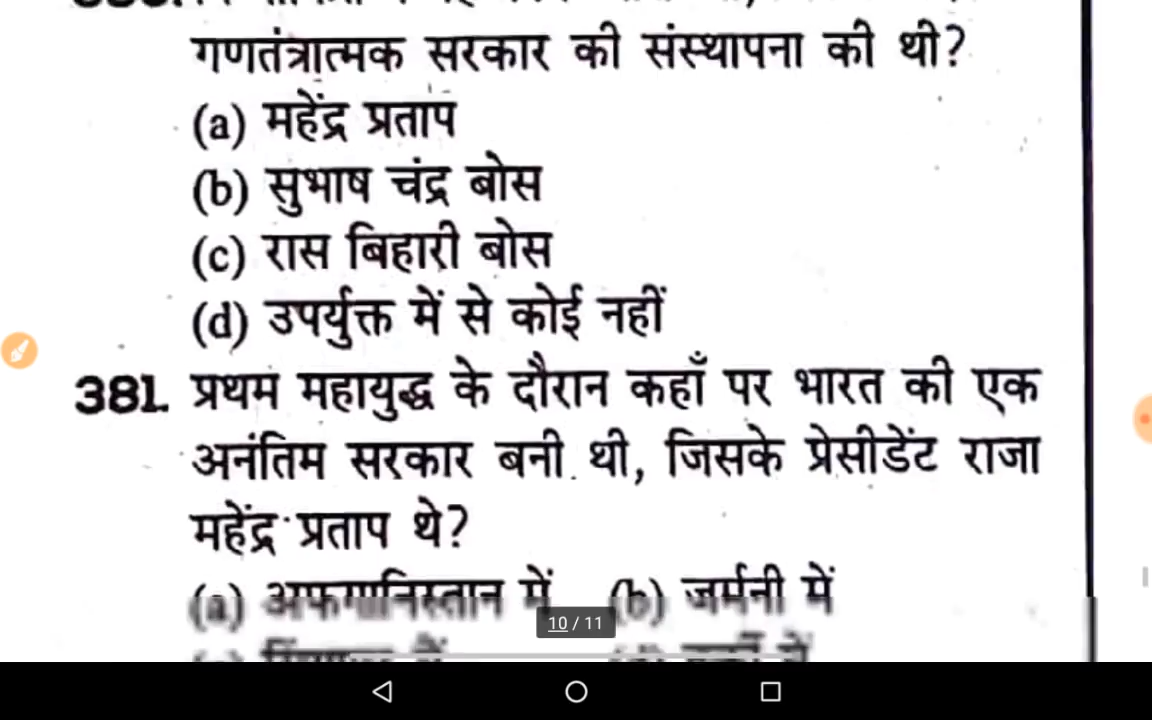 गणतंत्रात्मक सरकार की संस्थापना की थी?
(a) महेंद्र प्रताप
(b) सुभाष चंद्र बोस
(c) रास बिहारी बोस
(d) उपर्युक्त में से कोई नहीं
381. प्रथम महायुद्ध के दौरान कहाँ पर भारत की एक
अनंतिम सरकार बनी थी, जिसके प्रेसीडेंट राजा
महेंद्र प्रताप थे?
(a) अफगानिस्तान में (b) जर्मनी में
10 / 11